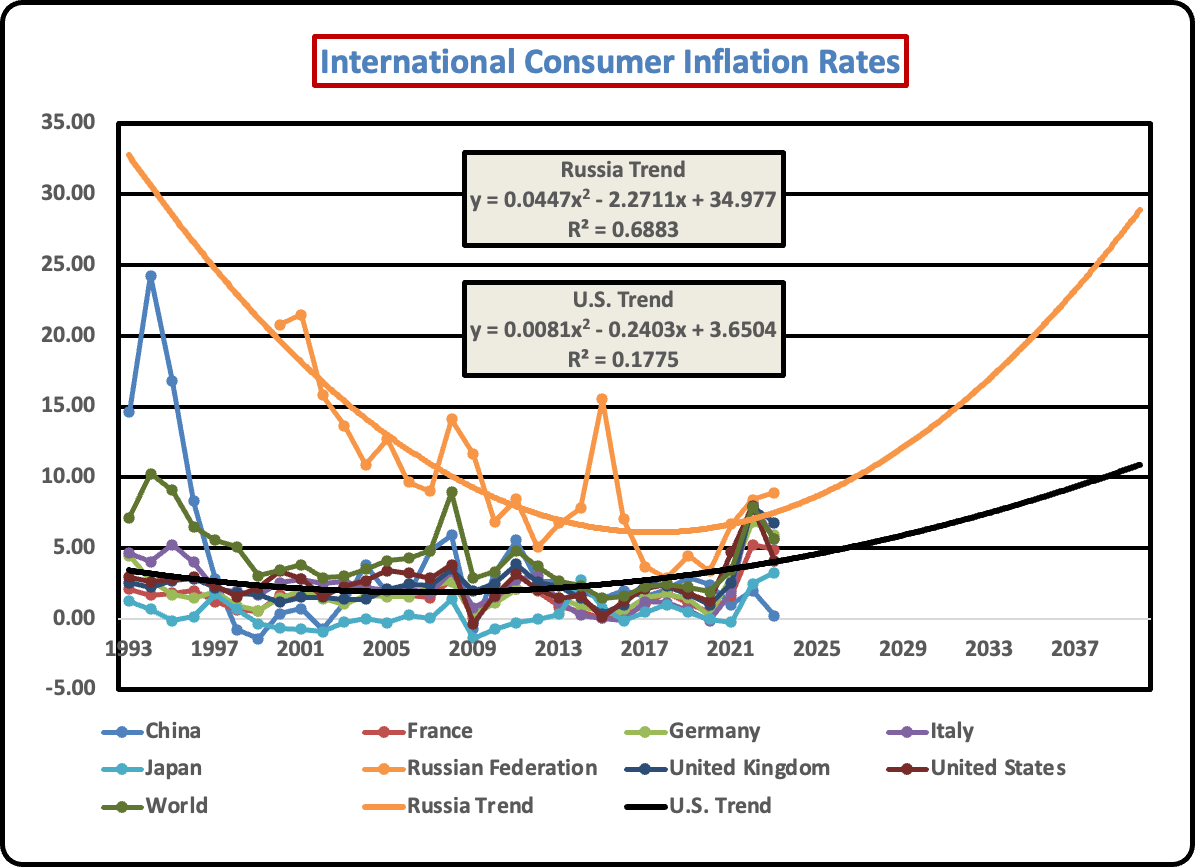 International Consumer Inflation Rates
35.00
30.00
25.00
20.00
15.00
10.00
5.00
0.00
-5.00
Russia Trend
y = 0.0447x² - 2.2711x + 34.977
R² = 0.6883
U.S. Trend
y = 0.0081x² - 0.2403x + 3.6504
R² = 0.1775
1993 1997 2001 2005 2009 2013 2017 2021 2025 2029 2033 2037
China France Germany Italy
Japan Russian Federation United Kingdom United States
World Russia Trend U.S. Trend